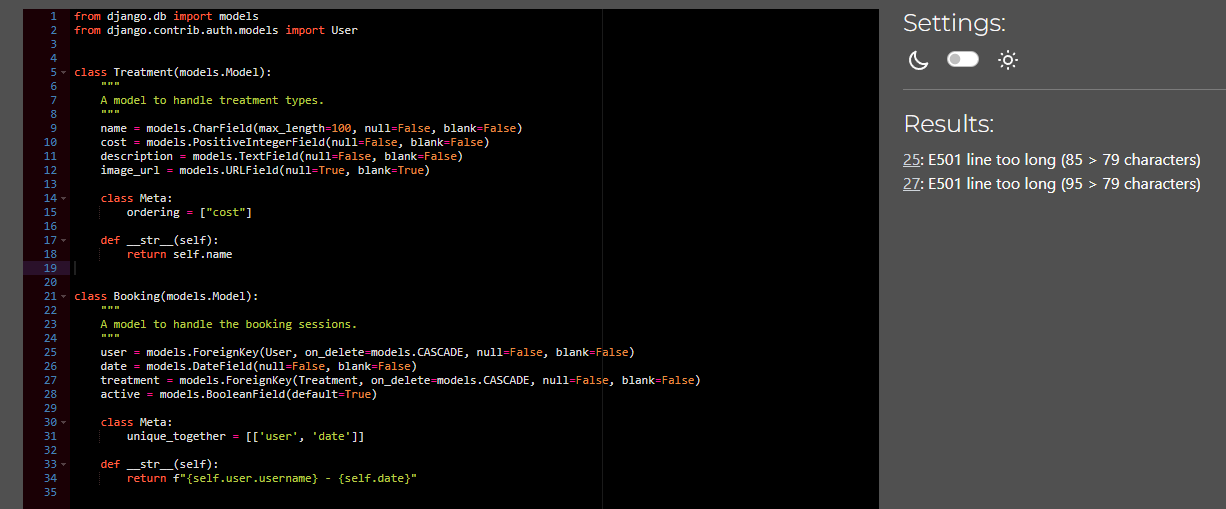 1 from django.db import models
2 from django.contrib.auth.models import User
3
4
5 class Treatment(models.Model):
6     """
7     A model to handle treatment types.
8     """
9     name = models.CharField(max_length=100, null=False, blank=False)
10     cost = models.PositiveIntegerField(null=False, blank=False)
11     description = models.TextField(null=False, blank=False)
12     image_url = models.URLField(null=True, blank=True)
13
14     class Meta:
15         ordering = ["cost"]
16
17     def __str__(self):
18         return self.name
19
20
21 class Booking(models.Model):
22     """
23     A model to handle the booking sessions.
24     """
25     user = models.ForeignKey(User, on_delete=models.CASCADE, null=False, blank=False)
26     date = models.DateField(null=False, blank=False)
27     treatment = models.ForeignKey(Treatment, on_delete=models.CASCADE, null=False, blank=False)
28     active = models.BooleanField(default=True)
29
30     class Meta:
31         unique_together = [['user', 'date']]
32
33     def __str__(self):
34         return f"{self.user.username} - {self.date}"
35
Settings:
Results:
25: E501 line too long (85 > 79 characters)
27: E501 line too long (95 > 79 characters)